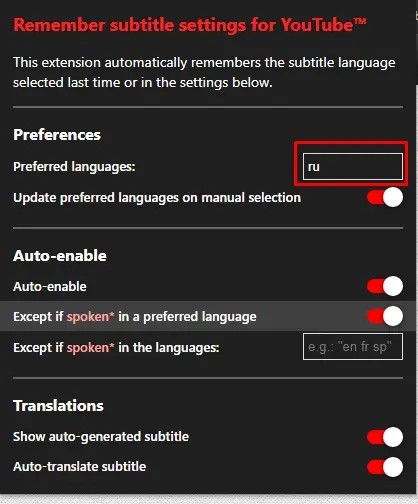 Remember subtitle settings for YouTube™
This extension automatically remembers the subtitle language
selected last time or in the settings below.
Preferences
Preferred languages:
ru
Update preferred languages on manual selection
Auto-enable
Auto-enable
Except if spoken* in a preferred language
Except if spoken* in the languages:
e.g.: "en fr sp"
Translations
Show auto-generated subtitle
Auto-translate subtitle